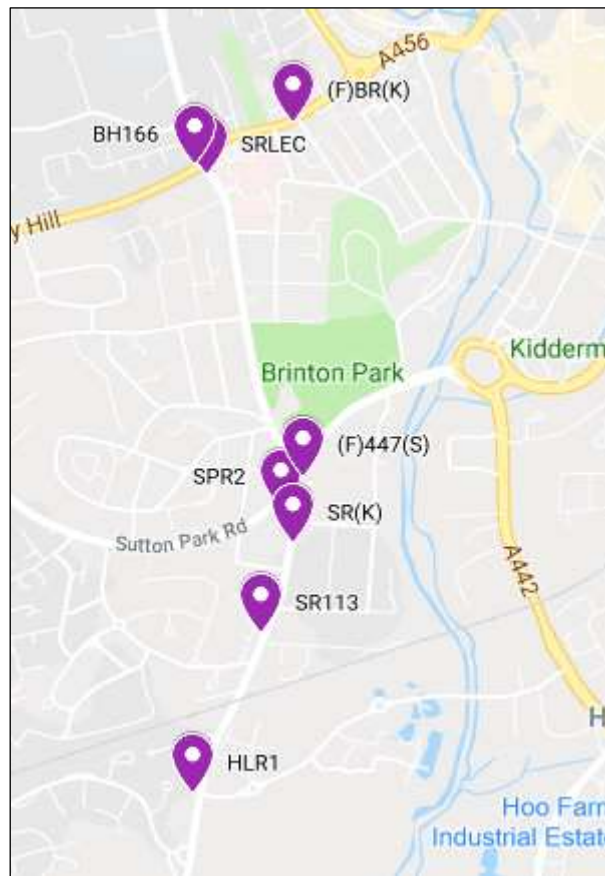 A456
(F)BR(K)
BH166
SRLEC
y Hill
Brinton Park
Kidderm
(F)447(S)
SPR2
SR(K)
Sutton Park Rd
A442
SR113
H
HLR1
Hoo Farm
Industrial Estate